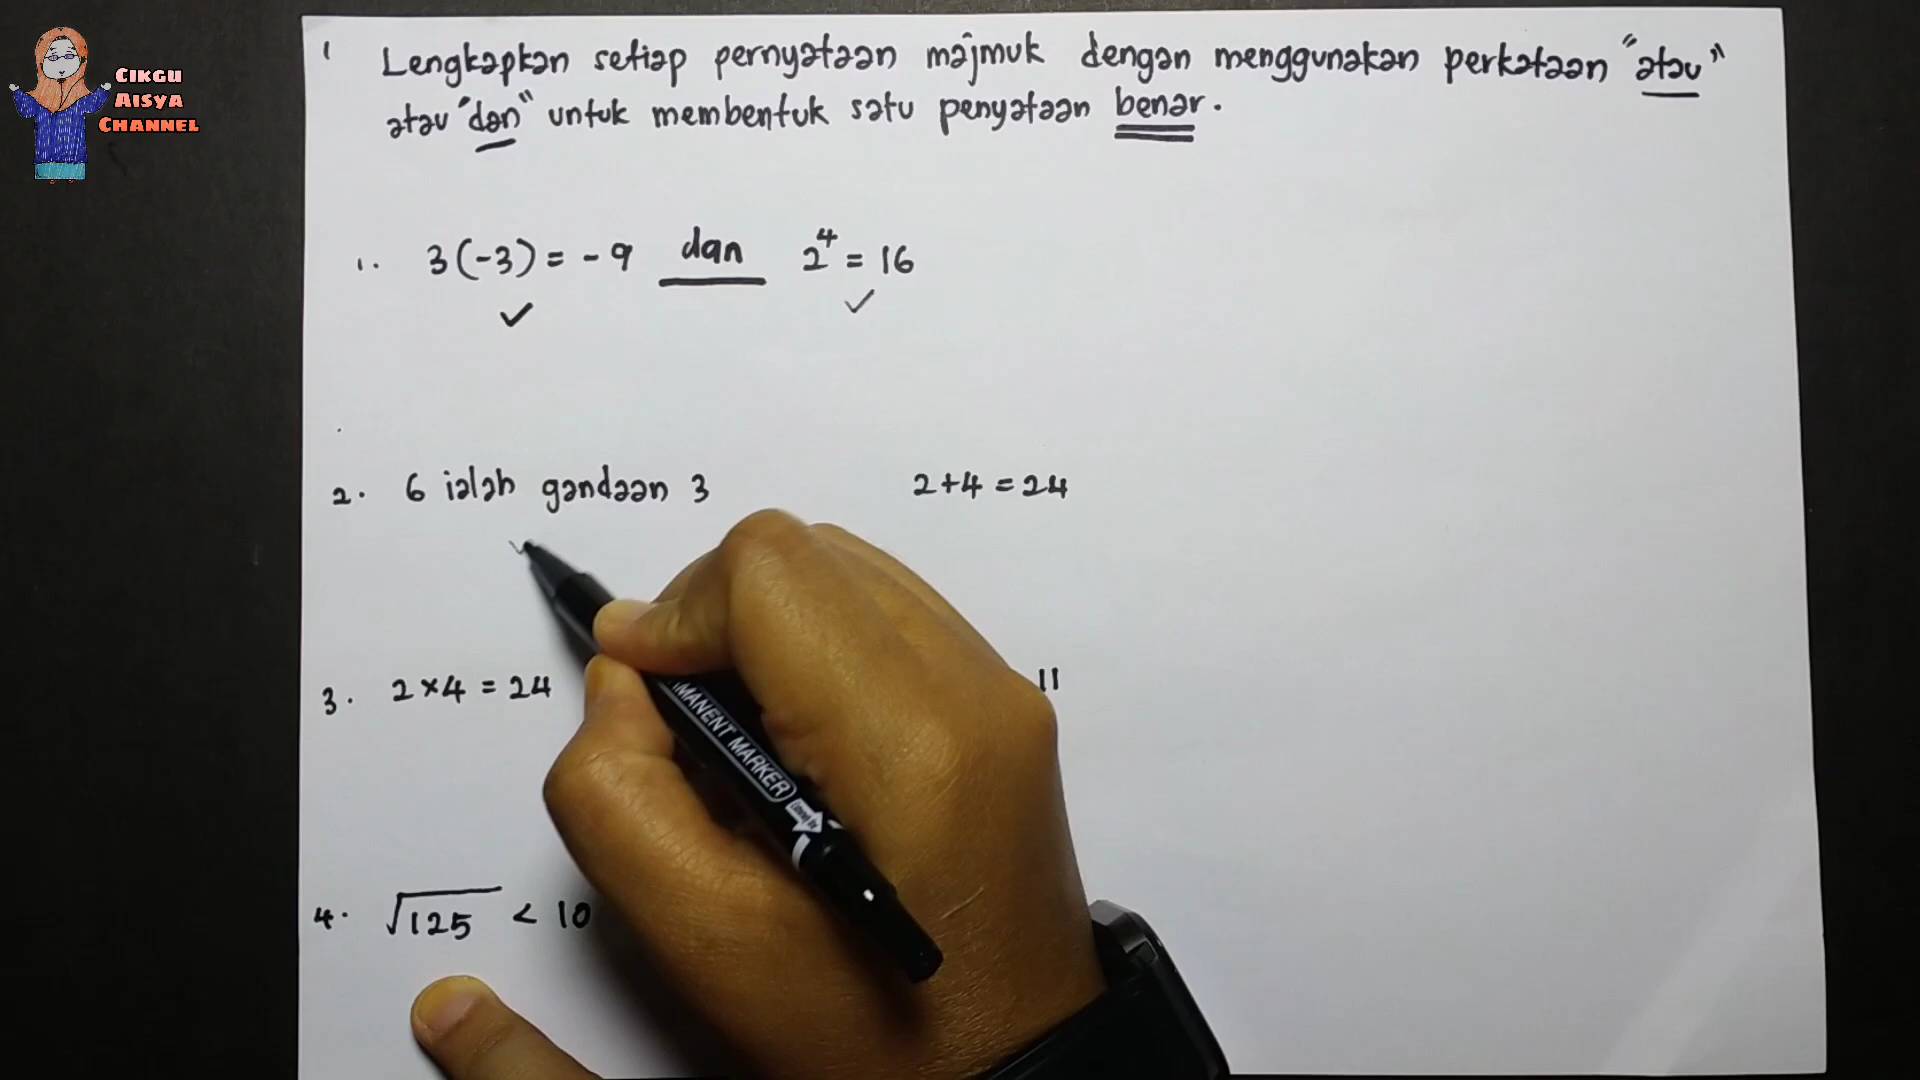 CIKGU
AISYA
CHANNEL
1 Lengkapkan setiap pernyataan majmuk dengan menggunakan perkataan "atau"
atau "dan" untuk membentuk satu penyataan benar.
1. 3(-3) = -9 dan 2⁴ = 16
✓ ✓
2. 6 ialah gandaan 3 2+4 = 24
3. 2×4 = 24 11
4. √125 < 10
PERMANENT MARKER